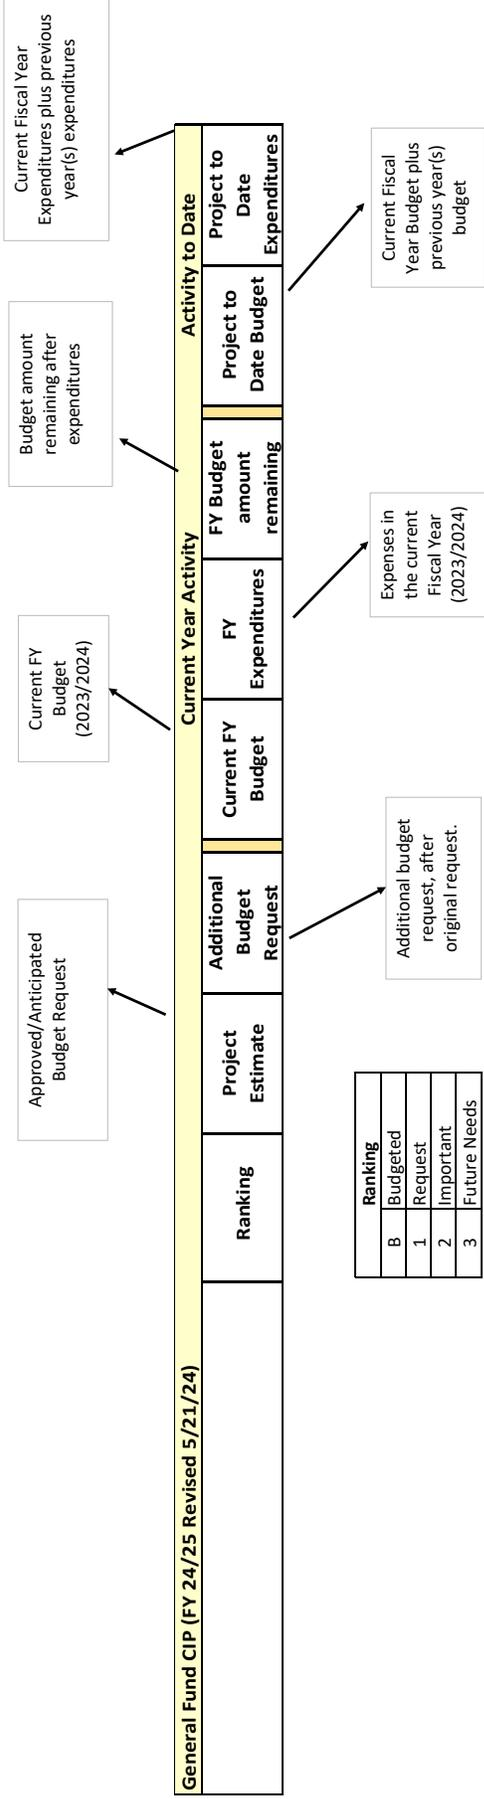 Approved/Anticipated
Budget Request
Current FY
Budget
(2023/2024)
Budget amount
remaining after
expenditures
Current Fiscal Year
Expenditures plus previous
year(s) expenditures
General Fund CIP (FY 24/25 Revised 5/21/24)
Current Year Activity
Activity to Date
Ranking
Project
Estimate
Additional
Budget
Request
Current FY
Budget
FY
Expenditures
FY Budget
amount
remaining
Project to
Date Budget
Project to
Date
Expenditures
Ranking
B Budgeted
1 Request
2 Important
3 Future Needs
Additional budget
request, after
original request.
Expenses in
the current
Fiscal Year
(2023/2024)
Current Fiscal
Year Budget plus
previous year(s)
budget